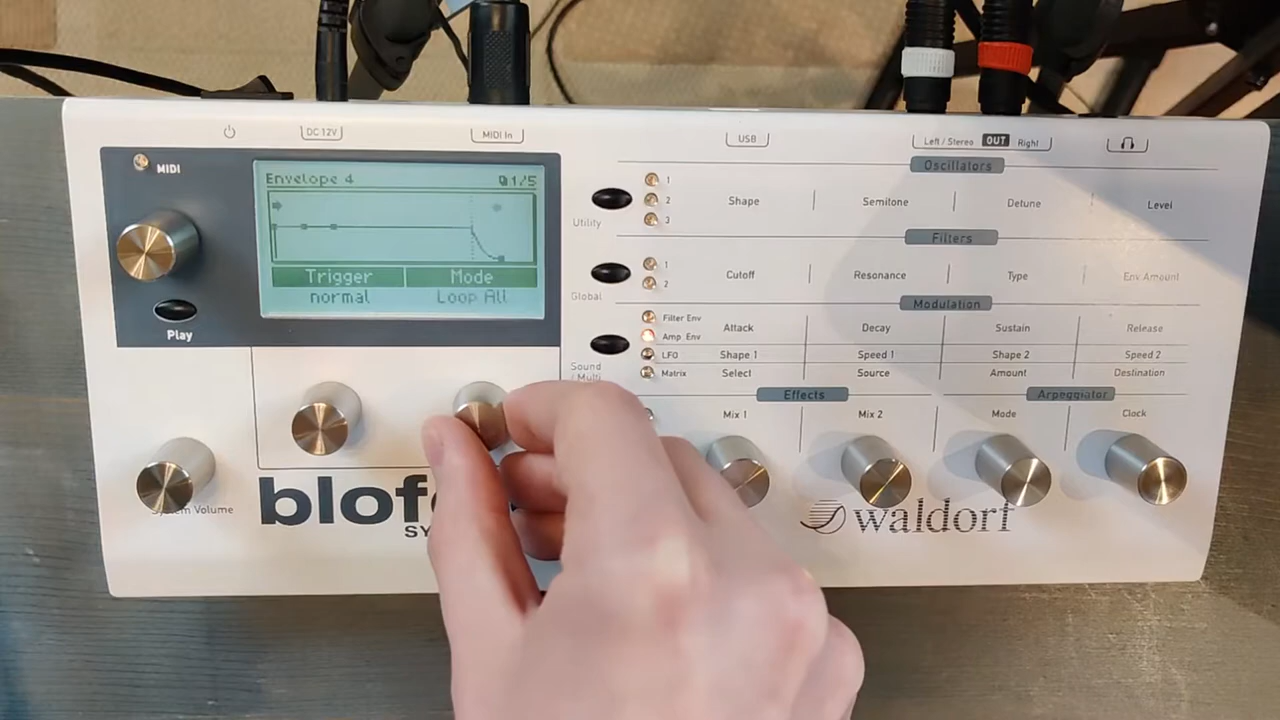 DC 12V
MIDI In
USB
Left / Stereo OUT Right
MIDI
Envelope 4 1/5
Trigger Mode
normal Loop All
Play
Utility
Global
Sound
/ Multi
Oscillators
1
2
3
Shape Semitone Detune Level
Filters
1
2
Cutoff Resonance Type Env Amount
Modulation
Filter Env
Amp Env
Attack Decay Sustain Release
LFO Shape 1 Speed 1 Shape 2 Speed 2
Matrix Select Source Amount Destination
Effects Arpeggiator
Mix 1 Mix 2 Mode Clock
System Volume
blof
SY
waldorf